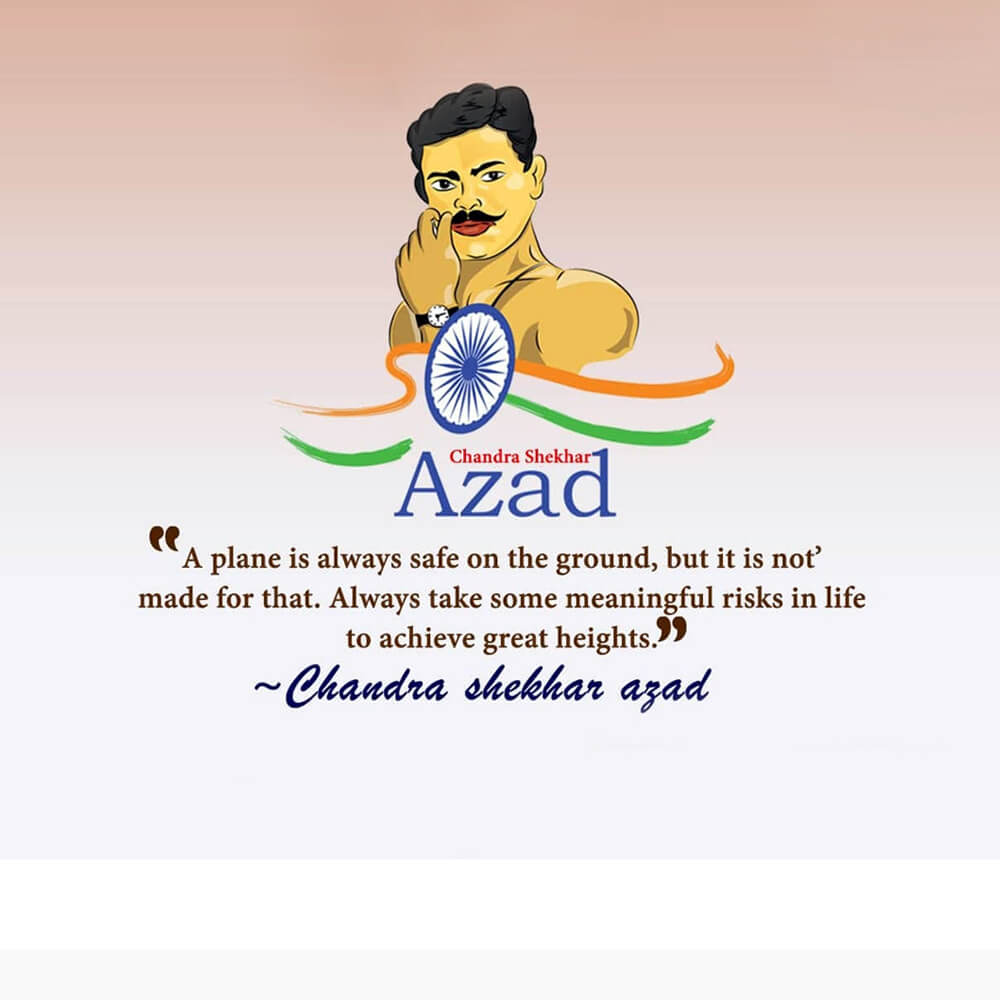 Chandra Shekhar
Azad
“A plane is always safe on the ground, but it is not’
made for that. Always take some meaningful risks in life
to achieve great heights.”
~Chandra shekhar azad